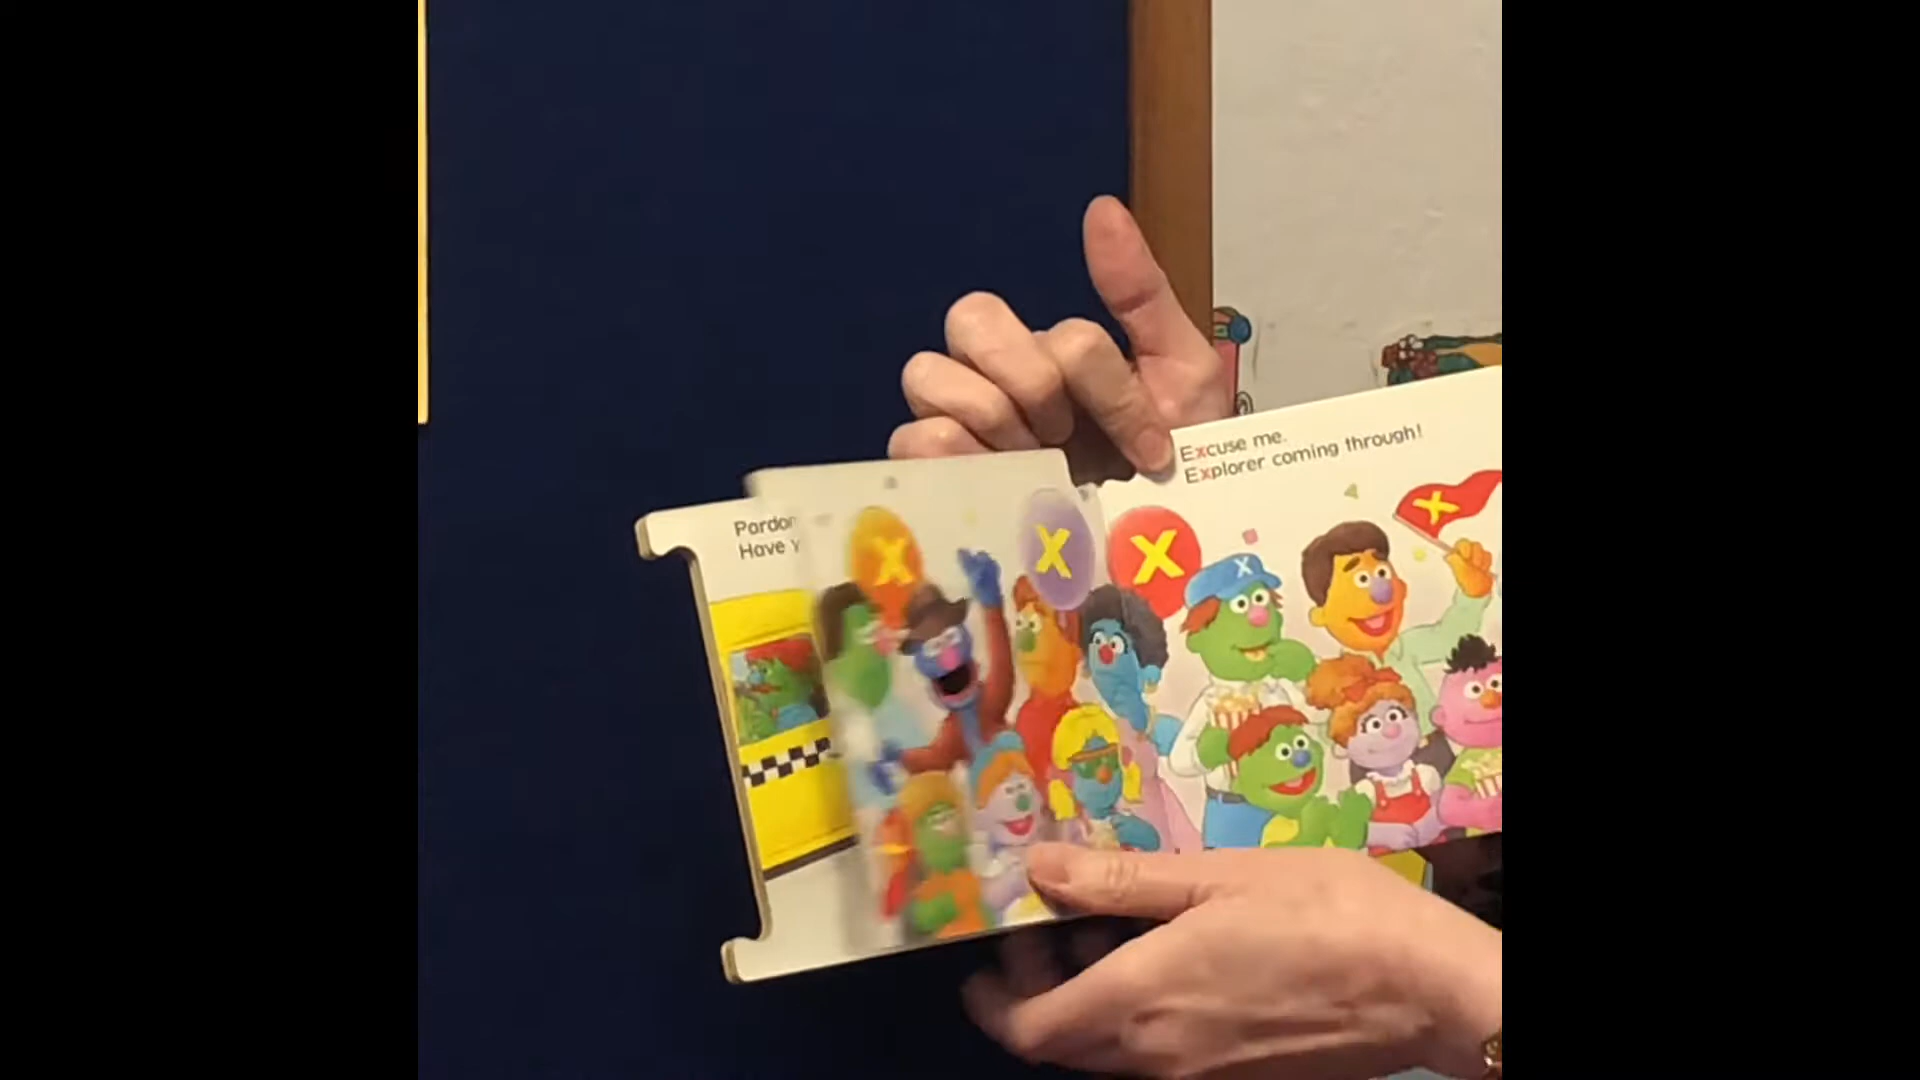 Excuse me.
Explorer coming through!
Pardon
Have y
X
X
X
X
X